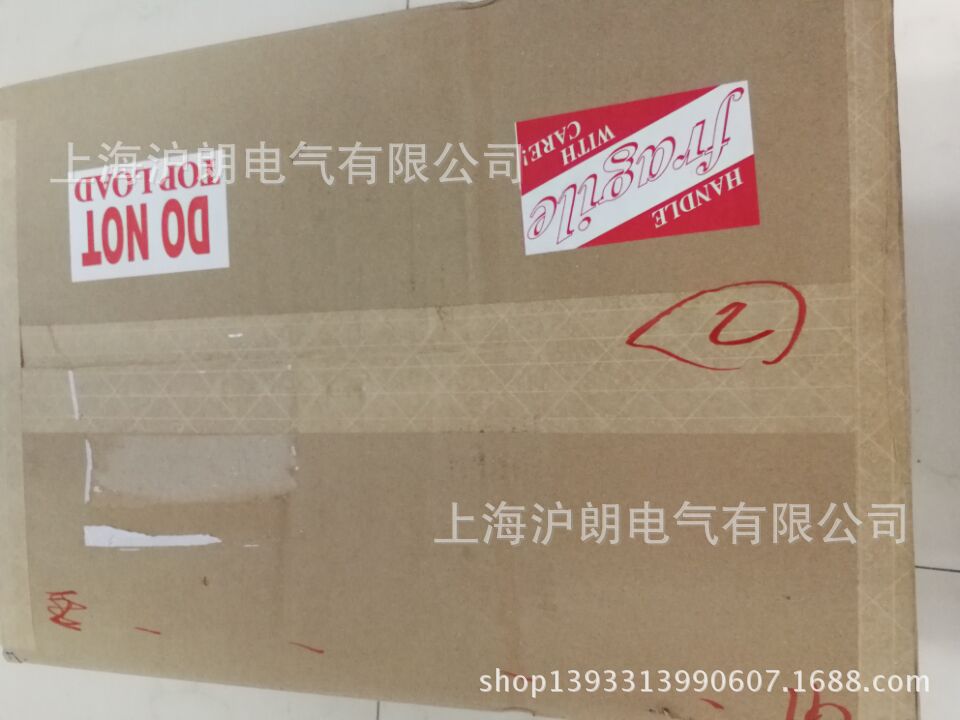 上海沪朗电气有限公司
DO NOT
TOP LOAD
HANDLE
fragile
WITH
CARE!
2
上海沪朗电气有限公司
shop1393313990607.1688.com